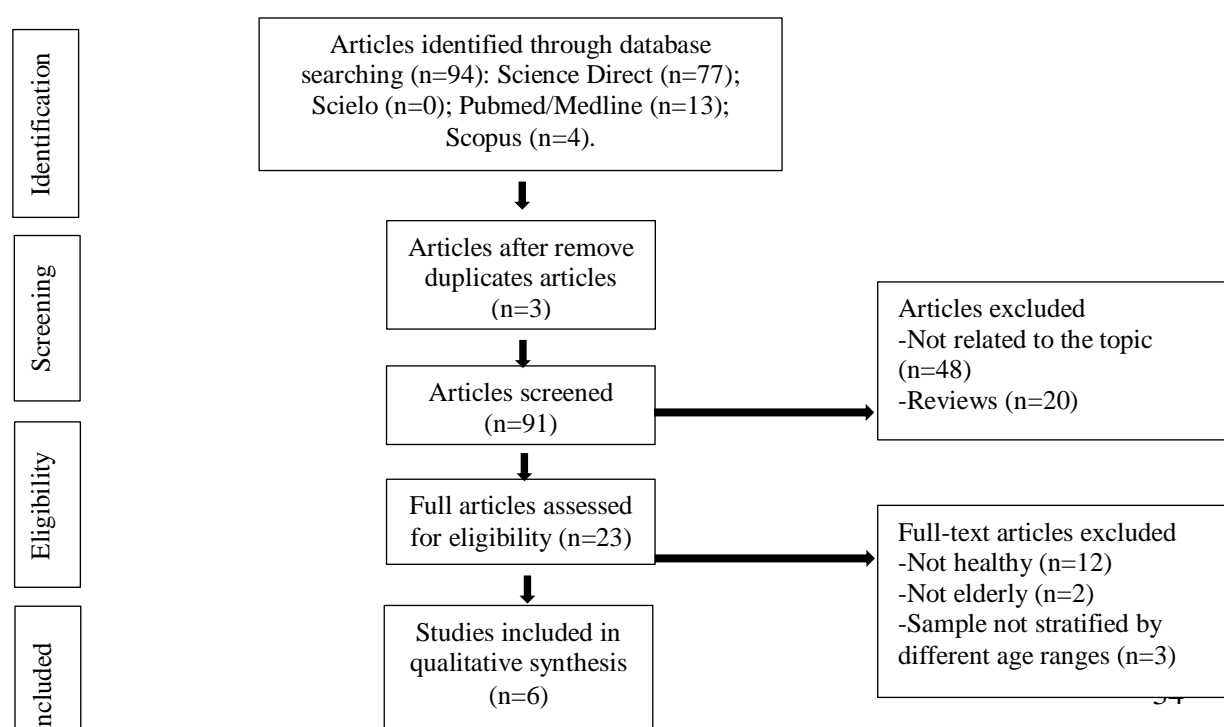 Identification
Articles identified through database
searching (n=94): Science Direct (n=77);
Scielo (n=0); Pubmed/Medline (n=13);
Scopus (n=4).
Screening
Articles after remove
duplicates articles
(n=3)
Articles screened
(n=91)
Articles excluded
-Not related to the topic
(n=48)
-Reviews (n=20)
Eligibility
Full articles assessed
for eligibility (n=23)
Full-text articles excluded
-Not healthy (n=12)
-Not elderly (n=2)
-Sample not stratified by
different age ranges (n=3)
ncluded
Studies included in
qualitative synthesis
(n=6)